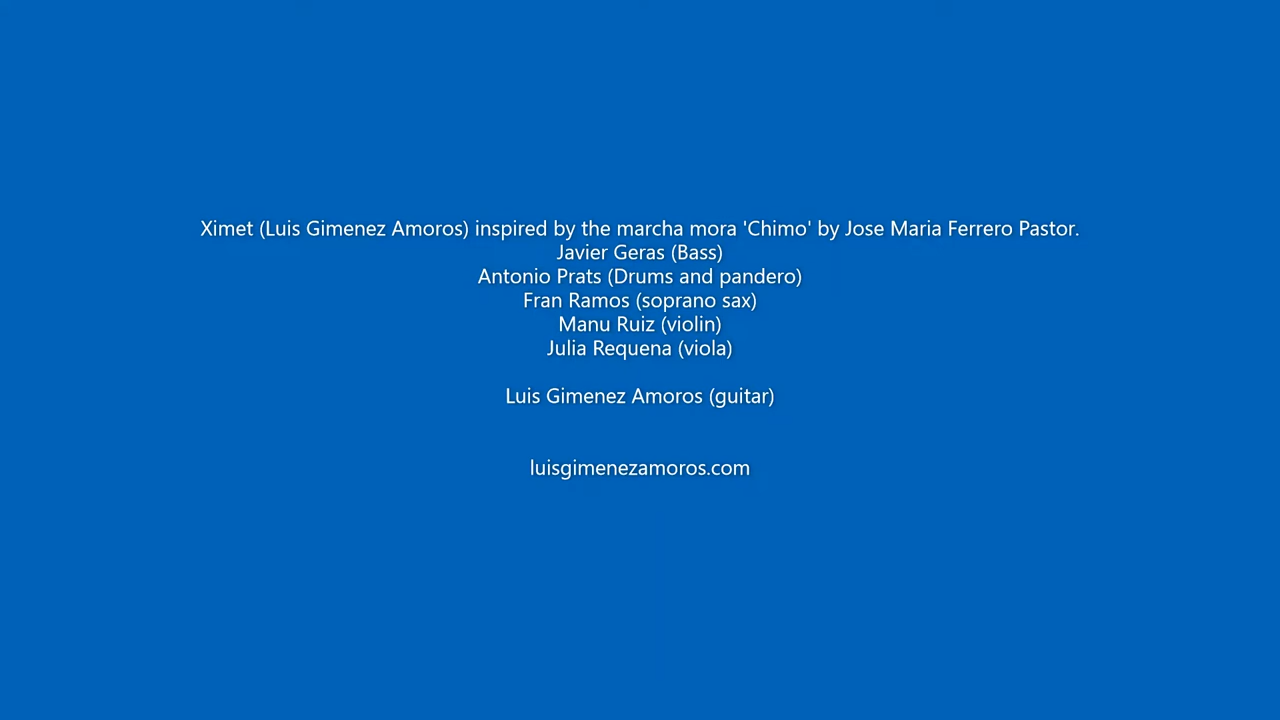 Ximet (Luis Gimenez Amoros) inspired by the marcha mora 'Chimo' by Jose Maria Ferrero Pastor.
Javier Geras (Bass)
Antonio Prats (Drums and pandero)
Fran Ramos (soprano sax)
Manu Ruiz (violin)
Julia Requena (viola)
Luis Gimenez Amoros (guitar)
luisgimenezamoros.com